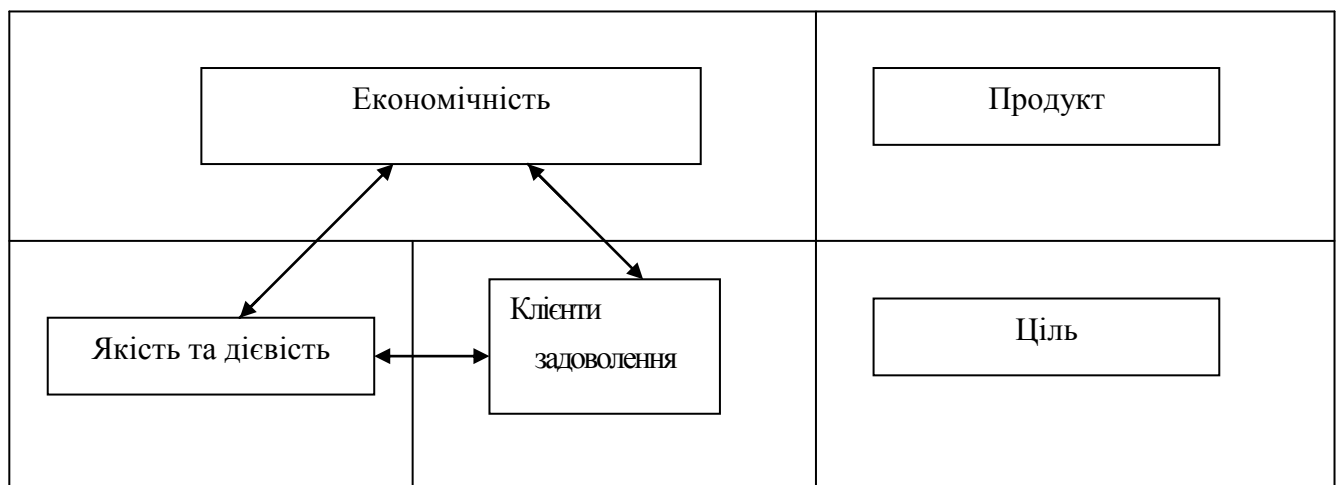 Економічність
Продукт
Якість та дієвість
Клієнти
задоволення
Ціль